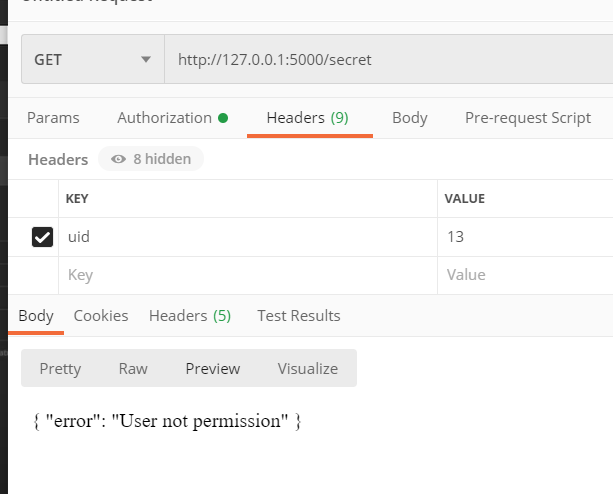 Untitled Request
GET http://127.0.0.1:5000/secret
Params Authorization Headers (9) Body Pre-request Script
Headers 8 hidden
KEY VALUE
uid 13
Key Value
Body Cookies Headers (5) Test Results
Pretty Raw Preview Visualize
{ "error": "User not permission" }